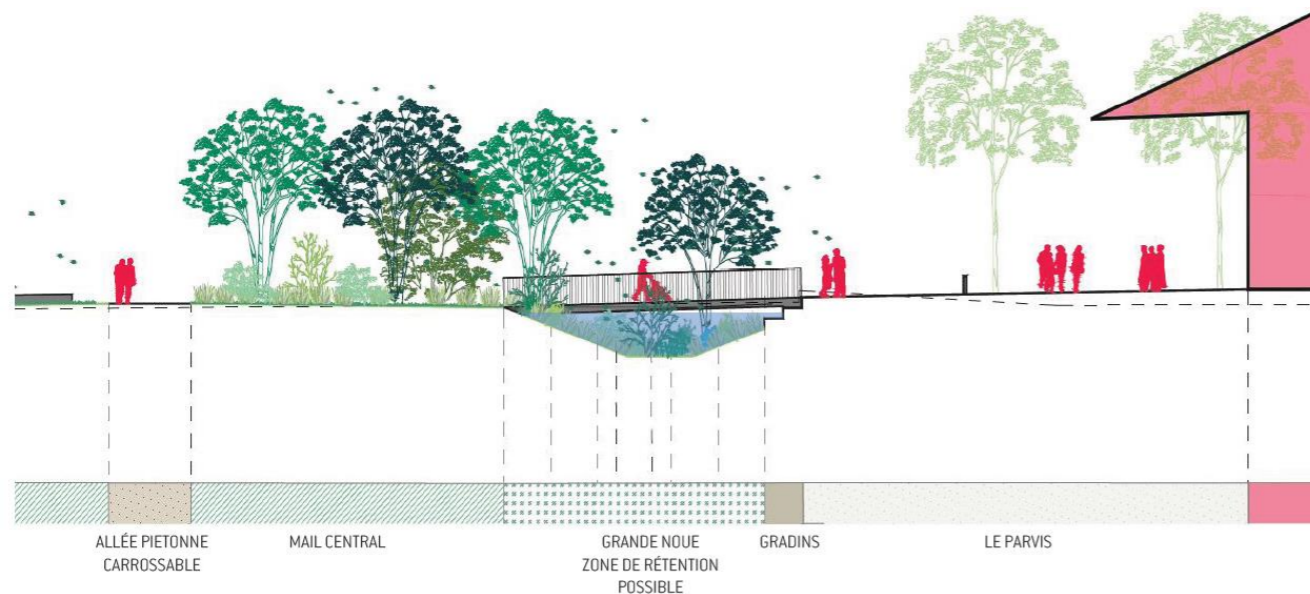 ALLÉE PIETONNE
CARROSSABLE
MAIL CENTRAL
GRANDE NOUE
ZONE DE RÉTENTION
POSSIBLE
GRADINS
LE PARVIS